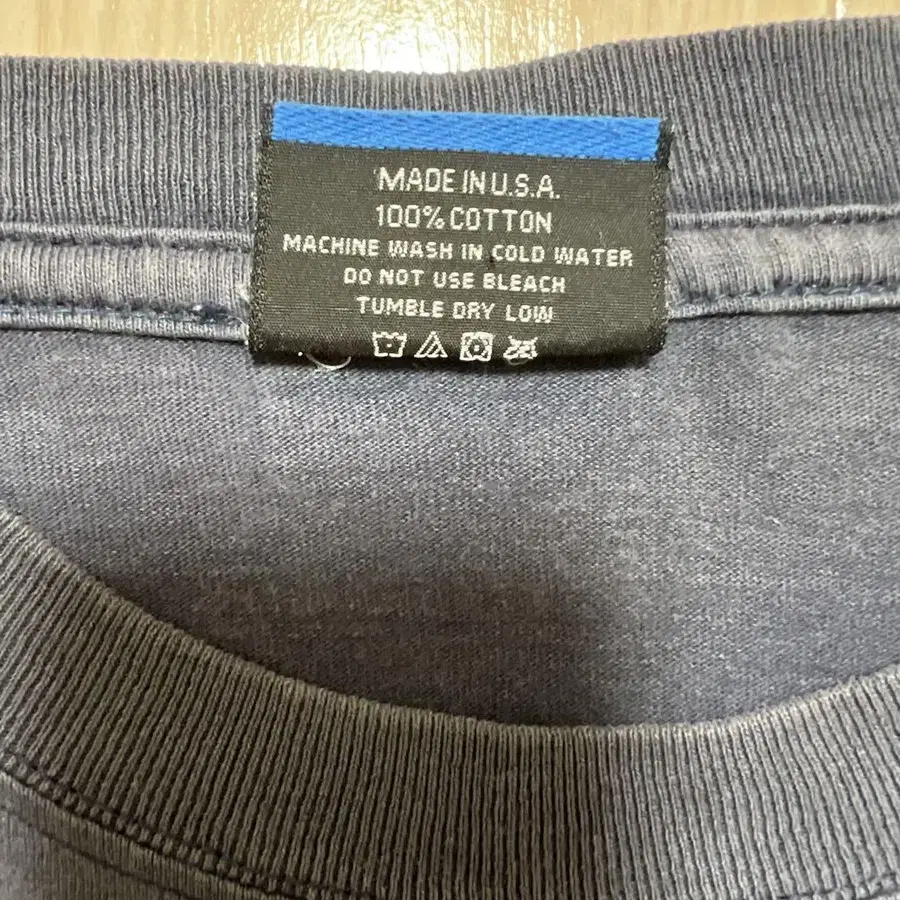 MADE IN U.S.A.
100% COTTON
MACHINE WASH IN COLD WATER
DO NOT USE BLEACH
TUMBLE DRY LOW